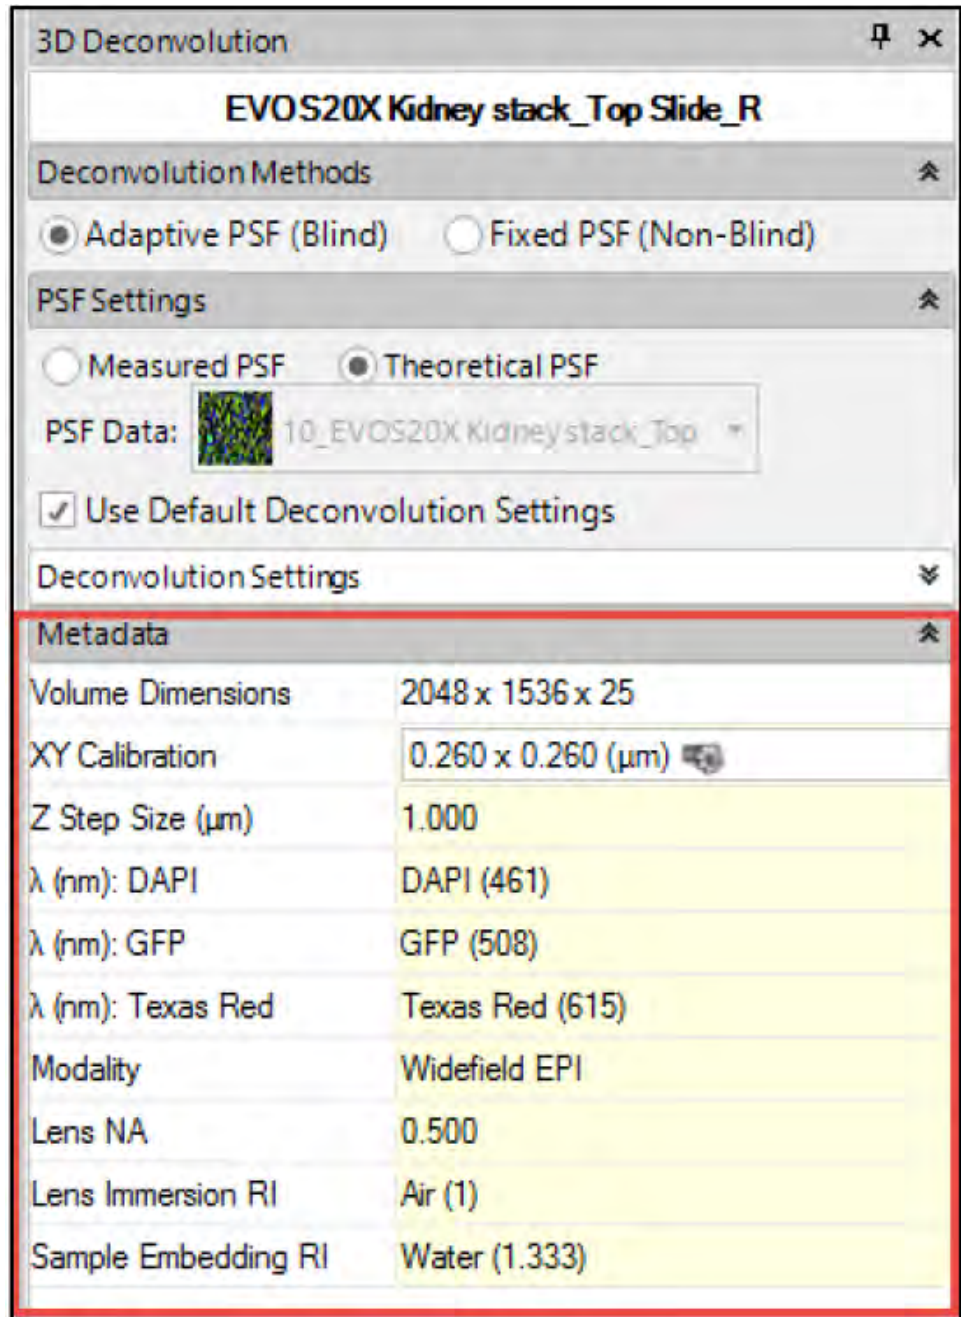 3D Deconvolution
EVOS20X Kidney stack_Top Slide_R
Deconvolution Methods
Adaptive PSF (Blind) Fixed PSF (Non-Blind)
PSF Settings
Measured PSF Theoretical PSF
PSF Data: 10_EVOS20X Kidney stack_Top
Use Default Deconvolution Settings
Deconvolution Settings
Metadata
Volume Dimensions 2048 x 1536 x 25
XY Calibration 0.260 x 0.260 (µm)
Z Step Size (µm) 1.000
λ (nm): DAPI DAPI (461)
λ (nm): GFP GFP (508)
λ (nm): Texas Red Texas Red (615)
Modality Widefield EPI
Lens NA 0.500
Lens Immersion RI Air (1)
Sample Embedding RI Water (1.333)